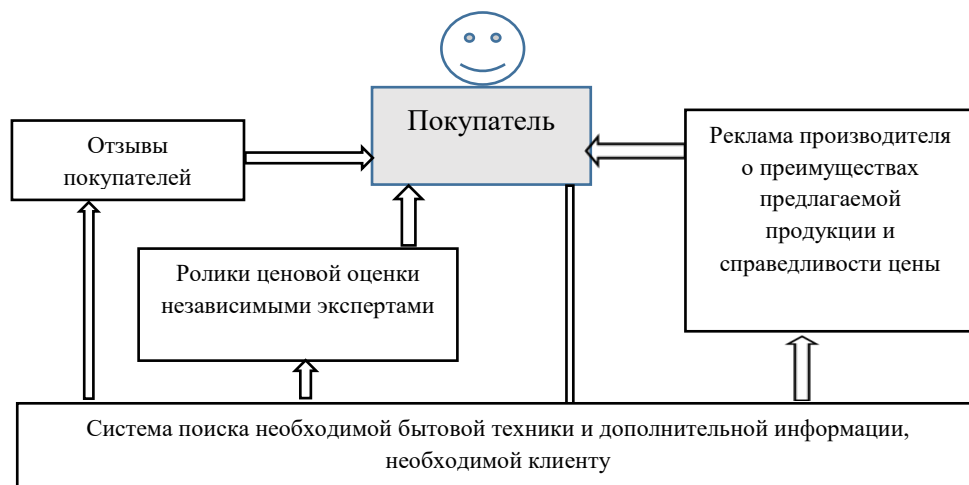 Покупатель
Отзывы
покупателей
Реклама производителя
о преимуществах
предлагаемой
продукции и
справедливости цены
Ролики ценовой оценки
независимыми экспертами
Система поиска необходимой бытовой техники и дополнительной информации,
необходимой клиенту